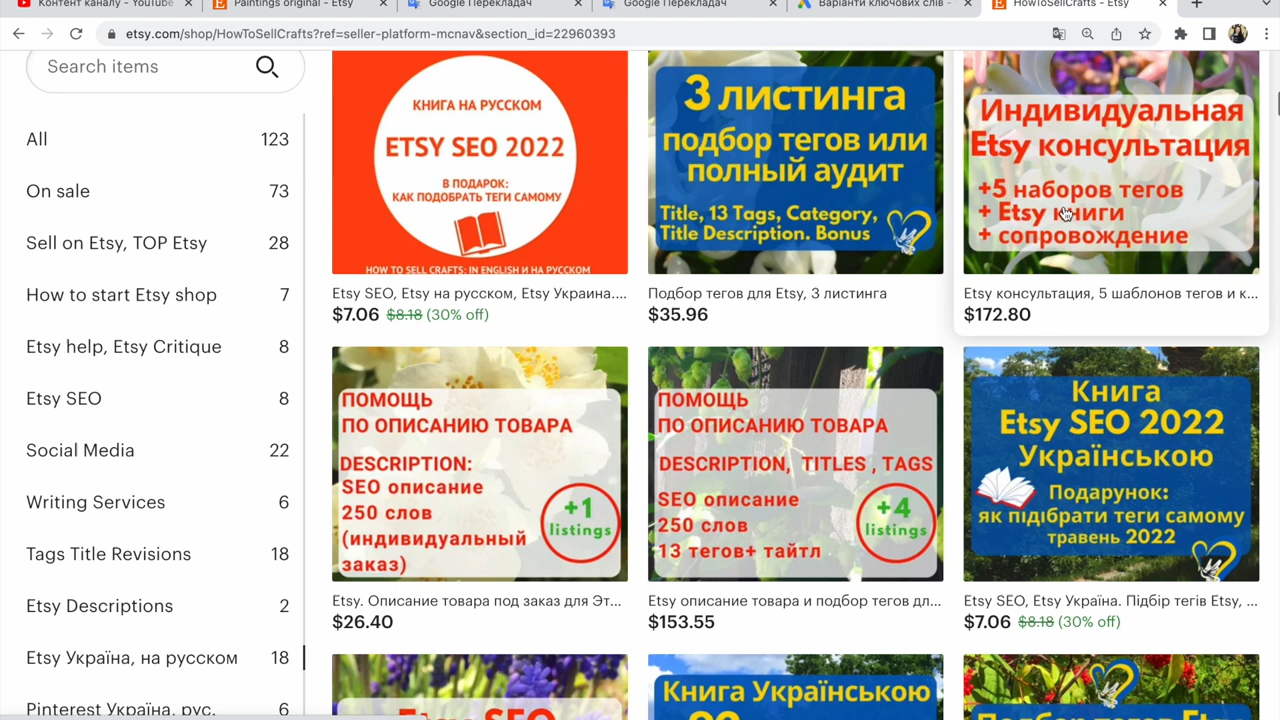 Контент каналу - YouTube
Paintings original - Etsy
Google Перекладач
Google Перекладач
Варіанти ключових слів -
HowToSellCrafts - Etsy
etsy.com/shop/HowToSellCrafts?ref=seller-platform-mcnav&section_id=22960393
Search items
All 123
On sale 73
Sell on Etsy, TOP Etsy 28
How to start Etsy shop 7
Etsy help, Etsy Critique 8
Etsy SEO 8
Social Media 22
Writing Services 6
Tags Title Revisions 18
Etsy Descriptions 2
Etsy Україна, на русском 18
Pinterest Україна, рус. 6
КНИГА НА РУССКОМ
ETSY SEO 2022
В ПОДАРОК:
КАК ПОДОБРАТЬ ТЕГИ САМОМУ
HOW TO SELL CRAFTS: IN ENGLISH И НА РУССКОМ
Etsy SEO, Etsy на русском, Etsy Украина....
$7.06 $8.18 (30% off)
3 листинга
подбор тегов или
полный аудит
Title, 13 Tags, Category,
Title Description. Bonus
Подбор тегов для Etsy, 3 листинга
$35.96
Индивидуальная
Etsy консультация
+5 наборов тегов
+ Etsy книги
+ сопровождение
Etsy консультация, 5 шаблонов тегов и к...
$172.80
ПОМОЩЬ
ПО ОПИСАНИЮ ТОВАРА
DESCRIPTION:
SEO описание
250 слов
(индивидуальный
заказ)
+1
listings
Etsy. Описание товара под заказ для Эт...
$26.40
ПОМОЩЬ
ПО ОПИСАНИЮ ТОВАРА
DESCRIPTION, TITLES , TAGS
SEO описание
250 слов
13 тегов+ тайтл
+4
listings
Etsy описание товара и подбор тегов дл...
$153.55
Книга
Etsy SEO 2022
Українською
Подарунок:
як підібрати теги самому
травень 2022
Etsy SEO, Etsy Україна. Підбір тегів Etsy, ...
$7.06 $8.18 (30% off)
Etsy SEO
Книга Українською
Подбор тегов